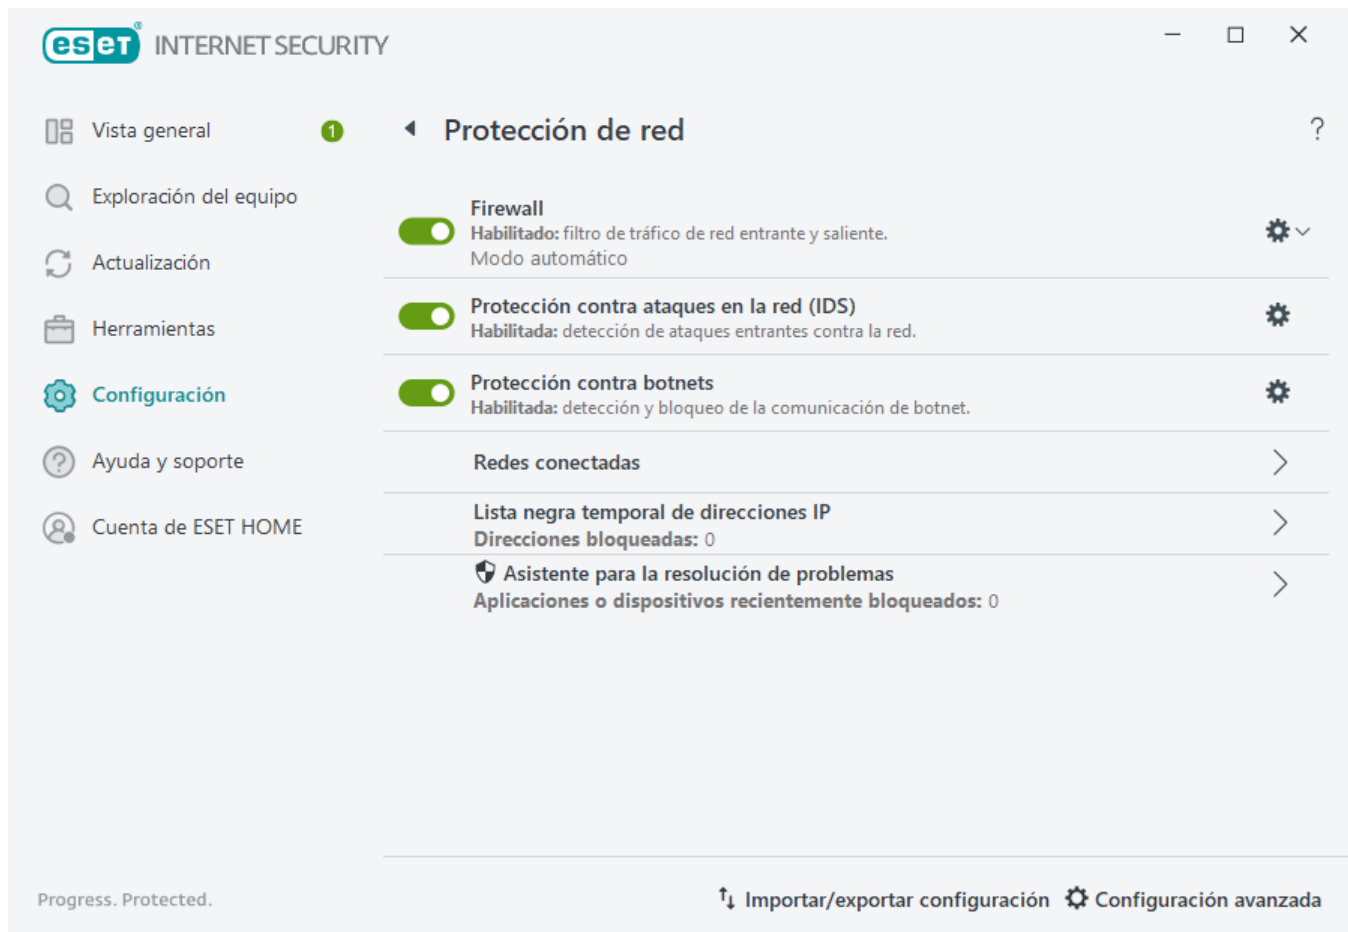 eset® INTERNET SECURITY
Vista general 1
Exploración del equipo
Actualización
Herramientas
Configuración
Ayuda y soporte
Cuenta de ESET HOME
Protección de red ?
Firewall
Habilitado: filtro de tráfico de red entrante y saliente.
Modo automático
Protección contra ataques en la red (IDS)
Habilitada: detección de ataques entrantes contra la red.
Protección contra botnets
Habilitada: detección y bloqueo de la comunicación de botnet.
Redes conectadas
Lista negra temporal de direcciones IP
Direcciones bloqueadas: 0
Asistente para la resolución de problemas
Aplicaciones o dispositivos recientemente bloqueados: 0
Progress. Protected.
Importar/exportar configuración Configuración avanzada